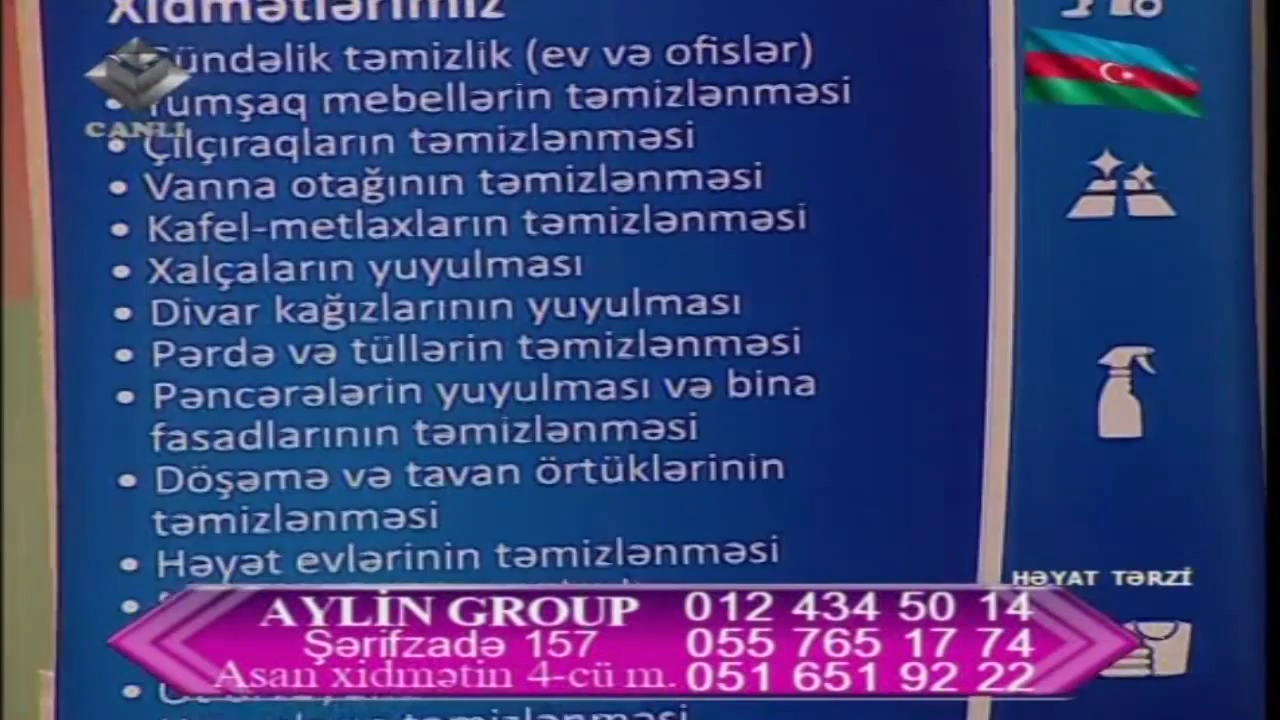 Xidmətlərimiz
Gündəlik təmizlik (ev və ofislər)
• Yumşaq mebellərin təmizlənməsi
CANLI
• Çilçıraqların təmizlənməsi
• Vanna otağının təmizlənməsi
• Kafel-metlaxların təmizlənməsi
• Xalçaların yuyulması
• Divar kağızlarının yuyulması
• Pərdə və tüllərin təmizlənməsi
• Pəncərələrin yuyulması və bina
fasadlarının təmizlənməsi
• Döşəmə və tavan örtüklərinin
təmizlənməsi
• Həyət evlərinin təmizlənməsi
HƏYAT TƏRZİ
AYLİN GROUP 012 434 50 14
Şərifzadə 157 055 765 17 74
Asan xidmətin 4-cü m. 051 651 92 22
təmizlənməsi